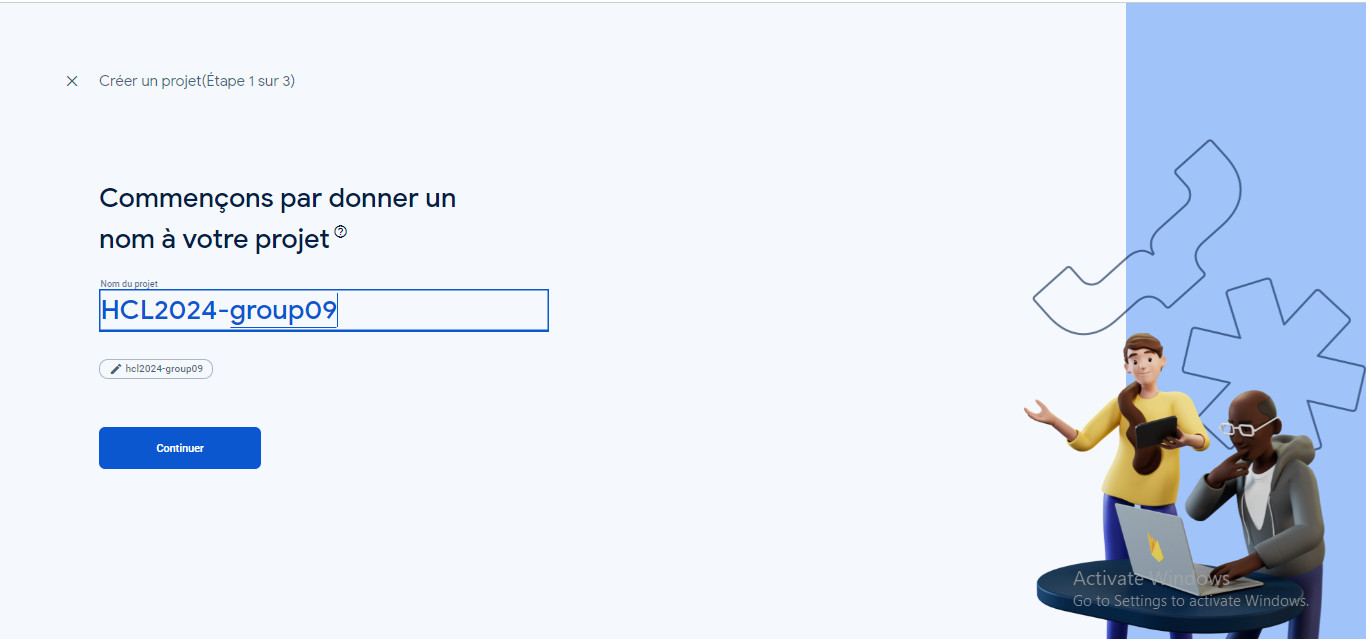 Créer un projet(Étape 1 sur 3)
Commençons par donner un
nom à votre projet
Nom du projet
HCL2024-group09
hcl2024-group09
Continuer
Activate Windows
Go to Settings to activate Windows.